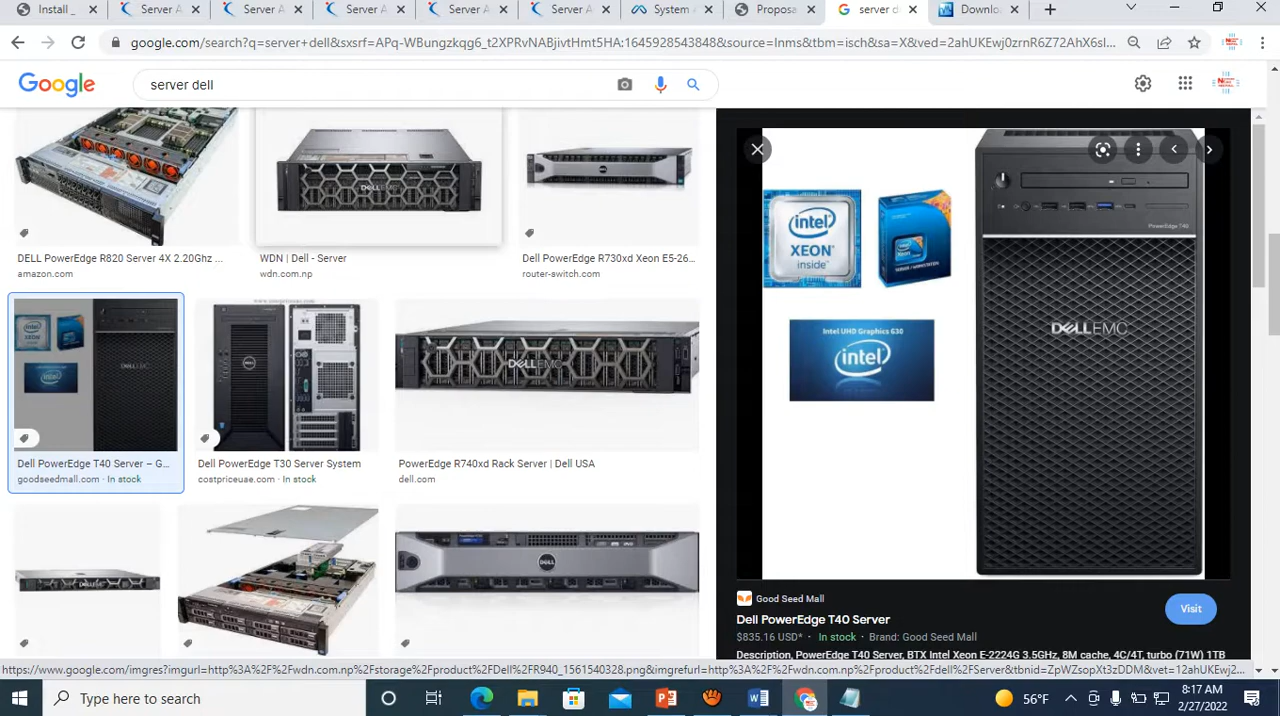 Install _
Server A
Server A
Server A
Server A
Server A
System A
Proposa
server d
Downlo
google.com/search?q=server+dell&sxsrf=APq-WBungzkqg6_t2XPRvNABjivtHmt5HA:1645928543848&source=lnms&tbm=isch&sa=X&ved=2ahUKEwj0zrnR6Z72AhX6sl...
Google
server dell
DELL PowerEdge R820 Server 4X 2.20Ghz ...
amazon.com
DELLEMC
WDN | Dell - Server
wdn.com.np
Dell PowerEdge R730xd Xeon E5-26...
router-switch.com
Dell PowerEdge T40 Server – G...
goodseedmall.com · In stock
Dell PowerEdge T30 Server System
costpriceuae.com · In stock
DELLEMC
PowerEdge R740xd Rack Server | Dell USA
dell.com
DELLEMC
DELL
intel
XEON
inside
intel
Intel UHD Graphics 630
intel
PowerEdge T40
DELLEMC
Good Seed Mall
Dell PowerEdge T40 Server
$835.16 USD* · In stock · Brand: Good Seed Mall
Visit
Description, PowerEdge T40 Server, BTX Intel Xeon E-2224G 3.5GHz, 8M cache, 4C/4T, turbo (71W) 1TB
https://www.google.com/imgres?imgurl=http%3A%2F%2Fwdn.com.np%2Fstorage%2Fproduct%2Fdell%2FR940_1561540328.png&imgrefurl=http%3A%2F%2Fwdn.com.np%2Fproduct%2Fdell%2FServer&tbnid=ZpWZsopXt3zDDM&vet=12ahUKEwj2...
Type here to search
56°F
8:17 AM
2/27/2022